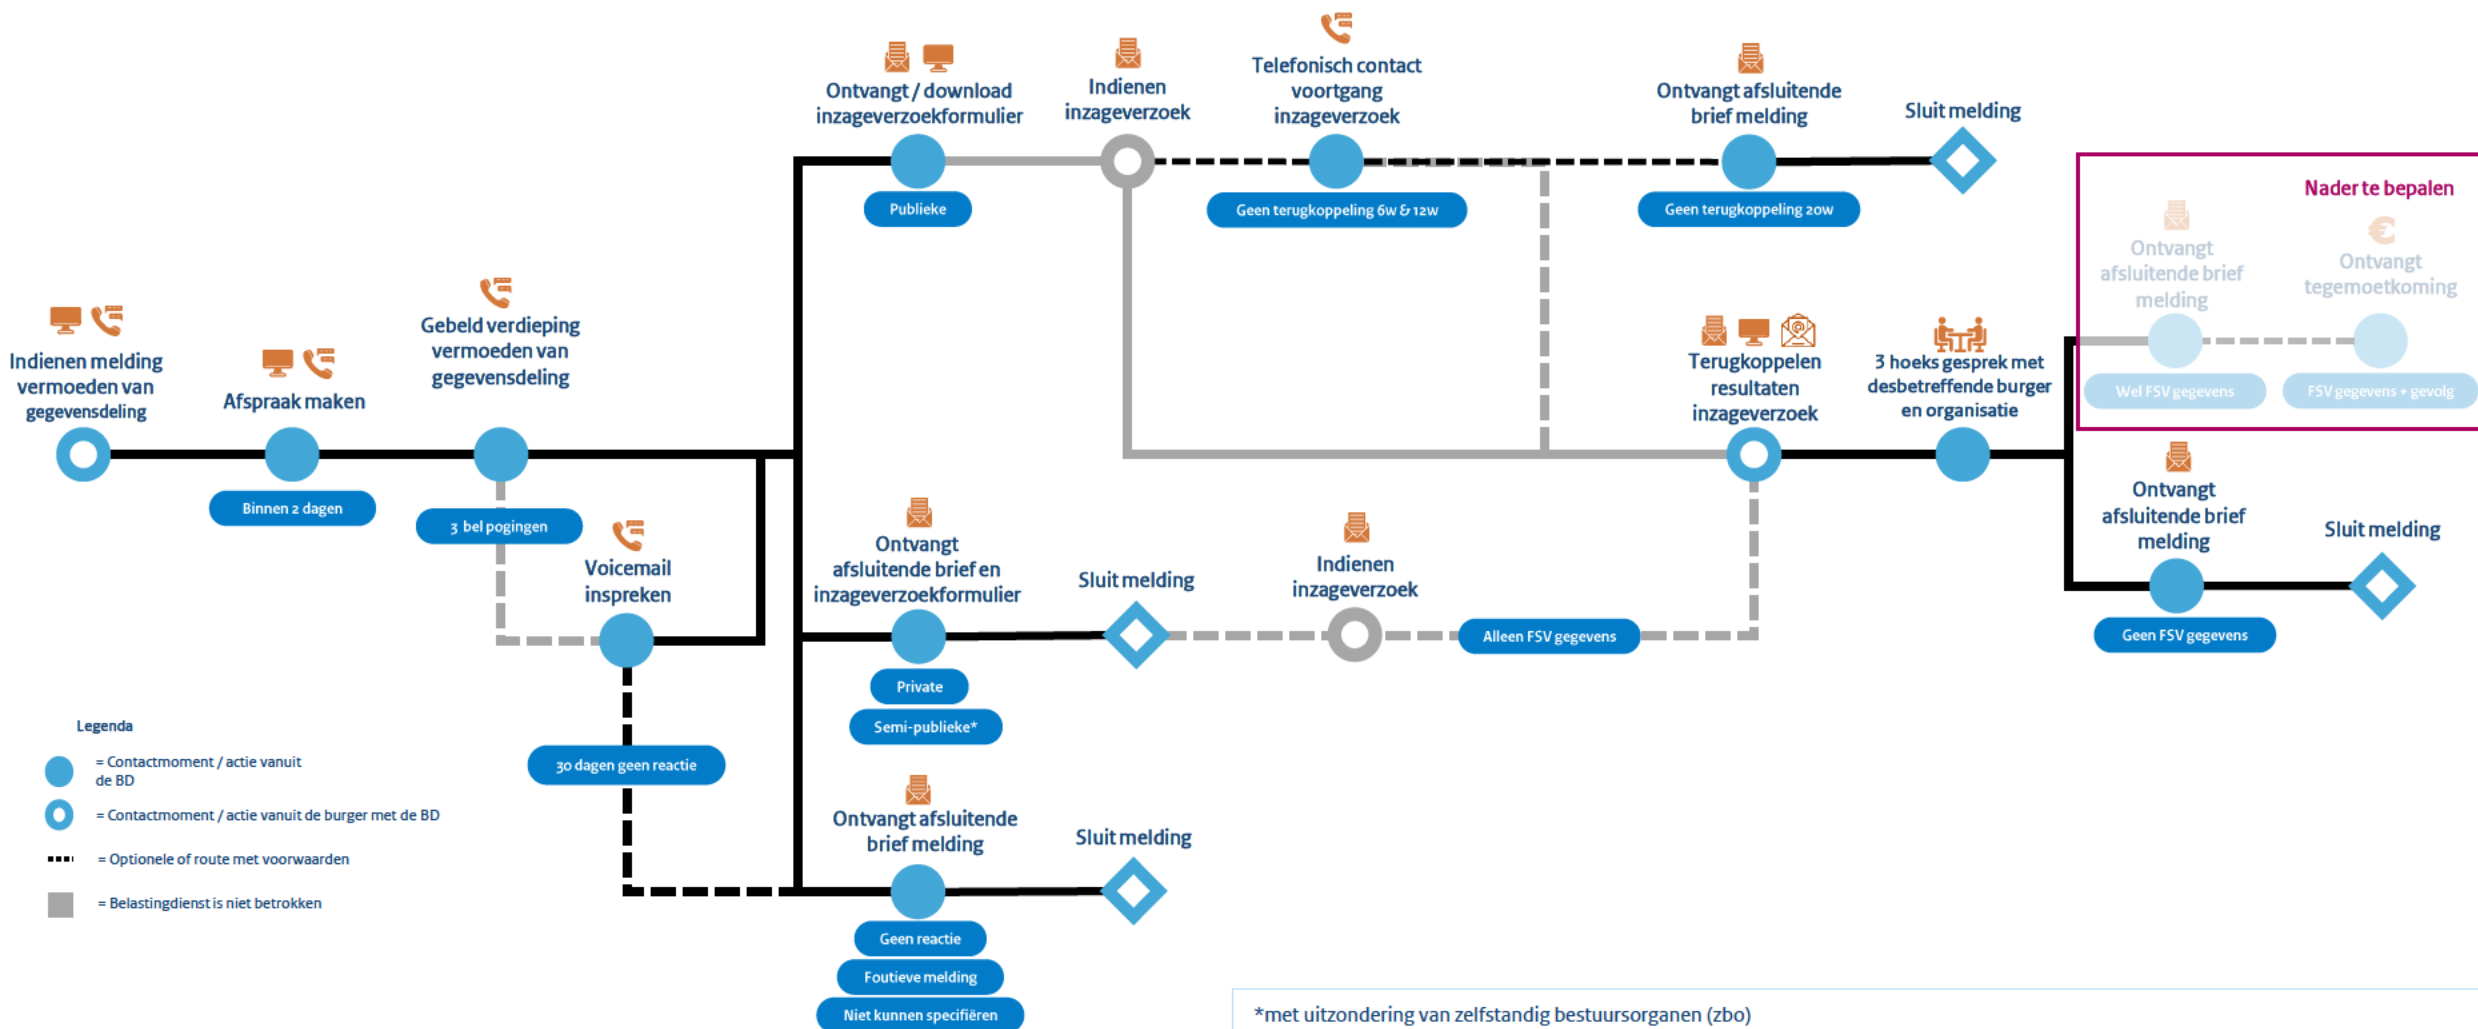 Ontvangt / download
inzageverzoekformulier
Publieke
Indienen
inzageverzoek
Telefonisch contact
voortgang
inzageverzoek
Geen terugkoppeling 6w & 12w
Ontvangt afsluitende
brief melding
Geen terugkoppeling 20w
Sluit melding
Nader te bepalen
Ontvangt
afsluitende brief
melding
Wel FSV gegevens
Ontvangt
tegemoetkoming
FSV gegevens + gevolg
Indienen melding
vermoeden van
gegevensdeling
Afspraak maken
Binnen 2 dagen
Gebeld verdieping
vermoeden van
gegevensdeling
3 bel pogingen
Voicemail
inspreken
30 dagen geen reactie
Terugkoppelen
resultaten
inzageverzoek
3 hoeks gesprek met
desbetreffende burger
en organisatie
Ontvangt
afsluitende brief
melding
Geen FSV gegevens
Sluit melding
Ontvangt
afsluitende brief en
inzageverzoekformulier
Private
Semi-publieke*
Sluit melding
Indienen
inzageverzoek
Alleen FSV gegevens
Ontvangt afsluitende
brief melding
Geen reactie
Foutieve melding
Niet kunnen specifiëren
Sluit melding
Legenda
= Contactmoment / actie vanuit
de BD
= Contactmoment / actie vanuit de burger met de BD
= Optionele of route met voorwaarden
= Belastingdienst is niet betrokken
*met uitzondering van zelfstandig bestuursorganen (zbo)